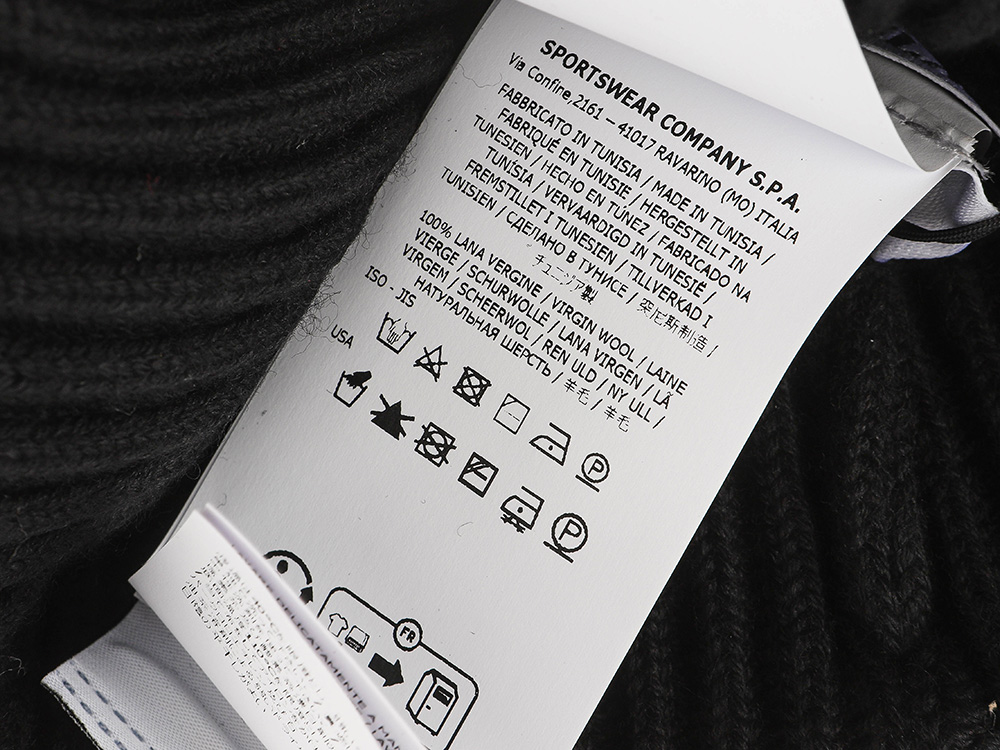 SPORTSWEAR COMPANY S.P.A.
Via Confine,2161 – 41017 RAVARINO (MO) ITALIA
FABBRICATO IN TUNISIA / MADE IN TUNISIA /
FABRIQUÉ EN TUNISIE / HERGESTELLT IN
TUNESIEN / HECHO EN TÚNEZ / FABRICADO NA
TUNÍSIA / VERVAARDIGD IN TUNESIË /
FREMSTILLET I TUNESIEN / TILLVERKAD I
TUNISIEN / СДЕЛАНО В ТУНИСЕ / 突尼斯制造 /
チュニジア製
100% LANA VERGINE / VIRGIN WOOL / LAINE
VIERGE / SCHURWOLLE / LANA VIRGEN / LÃ
VIRGEM / SCHEERWOL / REN ULD / NY ULL /
НАТУРАЛЬНАЯ ШЕРСТЬ / 羊毛 / 羊毛
ISO - JIS
P
USA
P
FR